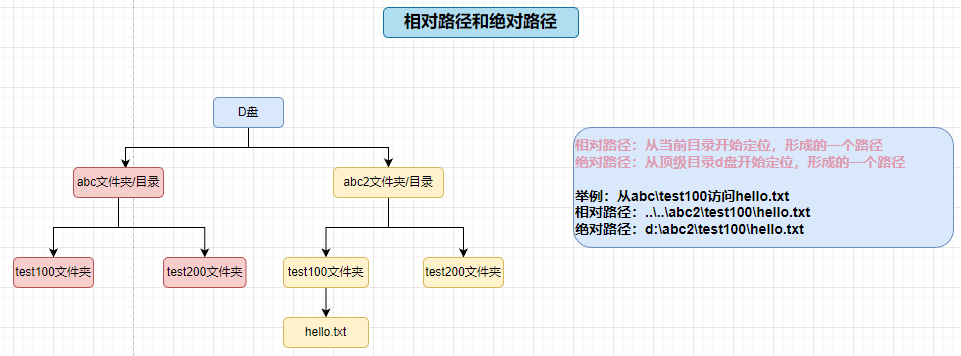 相对路径和绝对路径
D盘
abc文件夹/目录
abc2文件夹/目录
test100文件夹
test200文件夹
test100文件夹
test200文件夹
hello.txt
相对路径：从当前目录开始定位，形成的一个路径
绝对路径：从顶级目录d盘开始定位，形成的一个路径
举例：从abc\test100访问hello.txt
相对路径：..\..\abc2\test100\hello.txt
绝对路径：d:\abc2\test100\hello.txt